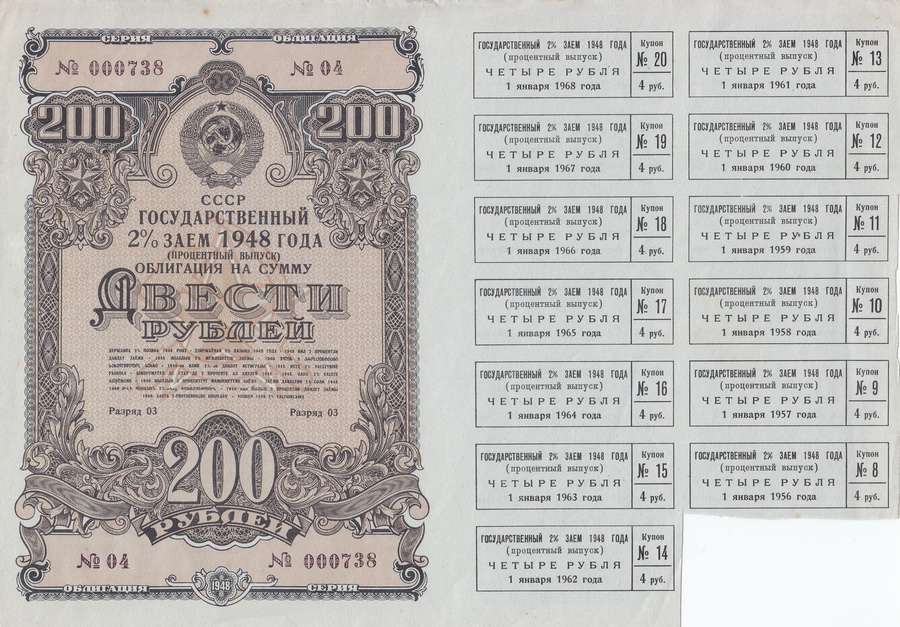 СЕРИЯ ОБЛИГАЦИЯ
№ 000738 № 04
200 200
СССР
ГОСУДАРСТВЕННЫЙ
2% ЗАЕМ 1948 ГОДА
(ПРОЦЕНТНЫЙ ВЫПУСК)
ОБЛИГАЦИЯ НА СУММУ
ДВЕСТИ
РУБЛЕЙ
Разряд 03 Разряд 03
200
РУБЛЕЙ
№ 04 № 000738
ОБЛИГАЦИЯ 1948 СЕРИЯ
ГОСУДАРСТВЕННЫЙ 2% ЗАЕМ 1948 ГОДА
(процентный выпуск)
ЧЕТЫРЕ РУБЛЯ
1 января 1968 года
Купон
№ 20
4 руб.
ГОСУДАРСТВЕННЫЙ 2% ЗАЕМ 1948 ГОДА
(процентный выпуск)
ЧЕТЫРЕ РУБЛЯ
1 января 1961 года
Купон
№ 13
4 руб.
ГОСУДАРСТВЕННЫЙ 2% ЗАЕМ 1948 ГОДА
(процентный выпуск)
ЧЕТЫРЕ РУБЛЯ
1 января 1967 года
Купон
№ 19
4 руб.
ГОСУДАРСТВЕННЫЙ 2% ЗАЕМ 1948 ГОДА
(процентный выпуск)
ЧЕТЫРЕ РУБЛЯ
1 января 1960 года
Купон
№ 12
4 руб.
ГОСУДАРСТВЕННЫЙ 2% ЗАЕМ 1948 ГОДА
(процентный выпуск)
ЧЕТЫРЕ РУБЛЯ
1 января 1966 года
Купон
№ 18
4 руб.
ГОСУДАРСТВЕННЫЙ 2% ЗАЕМ 1948 ГОДА
(процентный выпуск)
ЧЕТЫРЕ РУБЛЯ
1 января 1959 года
Купон
№ 11
4 руб.
ГОСУДАРСТВЕННЫЙ 2% ЗАЕМ 1948 ГОДА
(процентный выпуск)
ЧЕТЫРЕ РУБЛЯ
1 января 1965 года
Купон
№ 17
4 руб.
ГОСУДАРСТВЕННЫЙ 2% ЗАЕМ 1948 ГОДА
(процентный выпуск)
ЧЕТЫРЕ РУБЛЯ
1 января 1958 года
Купон
№ 10
4 руб.
ГОСУДАРСТВЕННЫЙ 2% ЗАЕМ 1948 ГОДА
(процентный выпуск)
ЧЕТЫРЕ РУБЛЯ
1 января 1964 года
Купон
№ 16
4 руб.
ГОСУДАРСТВЕННЫЙ 2% ЗАЕМ 1948 ГОДА
(процентный выпуск)
ЧЕТЫРЕ РУБЛЯ
1 января 1957 года
Купон
№ 9
4 руб.
ГОСУДАРСТВЕННЫЙ 2% ЗАЕМ 1948 ГОДА
(процентный выпуск)
ЧЕТЫРЕ РУБЛЯ
1 января 1963 года
Купон
№ 15
4 руб.
ГОСУДАРСТВЕННЫЙ 2% ЗАЕМ 1948 ГОДА
(процентный выпуск)
ЧЕТЫРЕ РУБЛЯ
1 января 1956 года
Купон
№ 8
4 руб.
ГОСУДАРСТВЕННЫЙ 2% ЗАЕМ 1948 ГОДА
(процентный выпуск)
ЧЕТЫРЕ РУБЛЯ
1 января 1962 года
Купон
№ 14
4 руб.